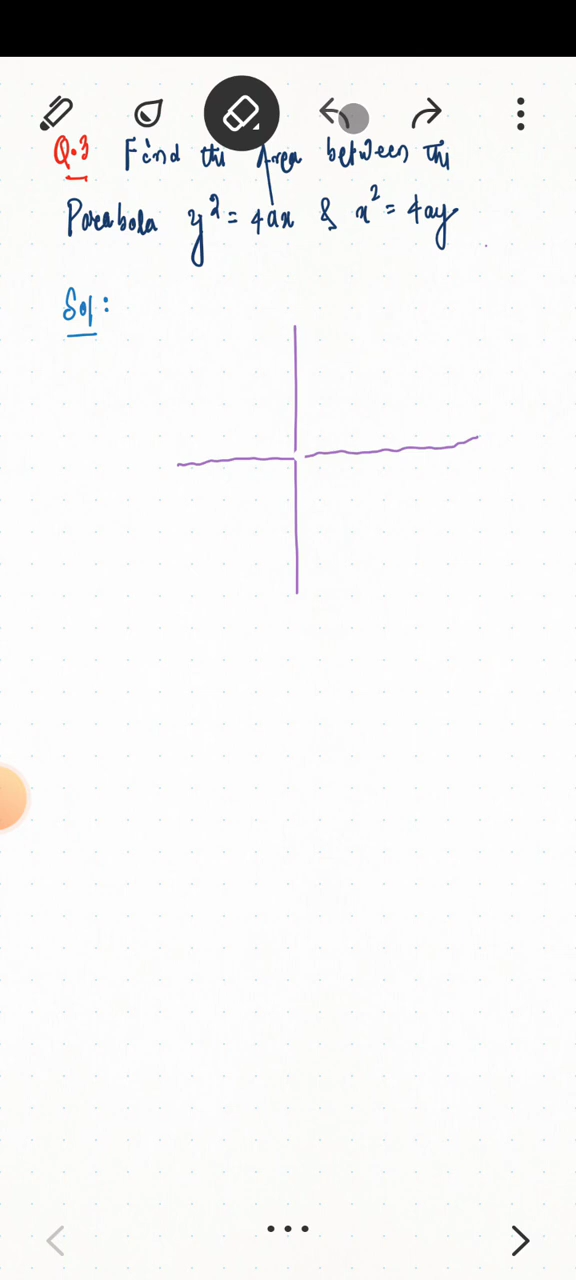 Q.3 Find the Area between the
Parabola y² = 4ax & x² = 4ay
Sol: